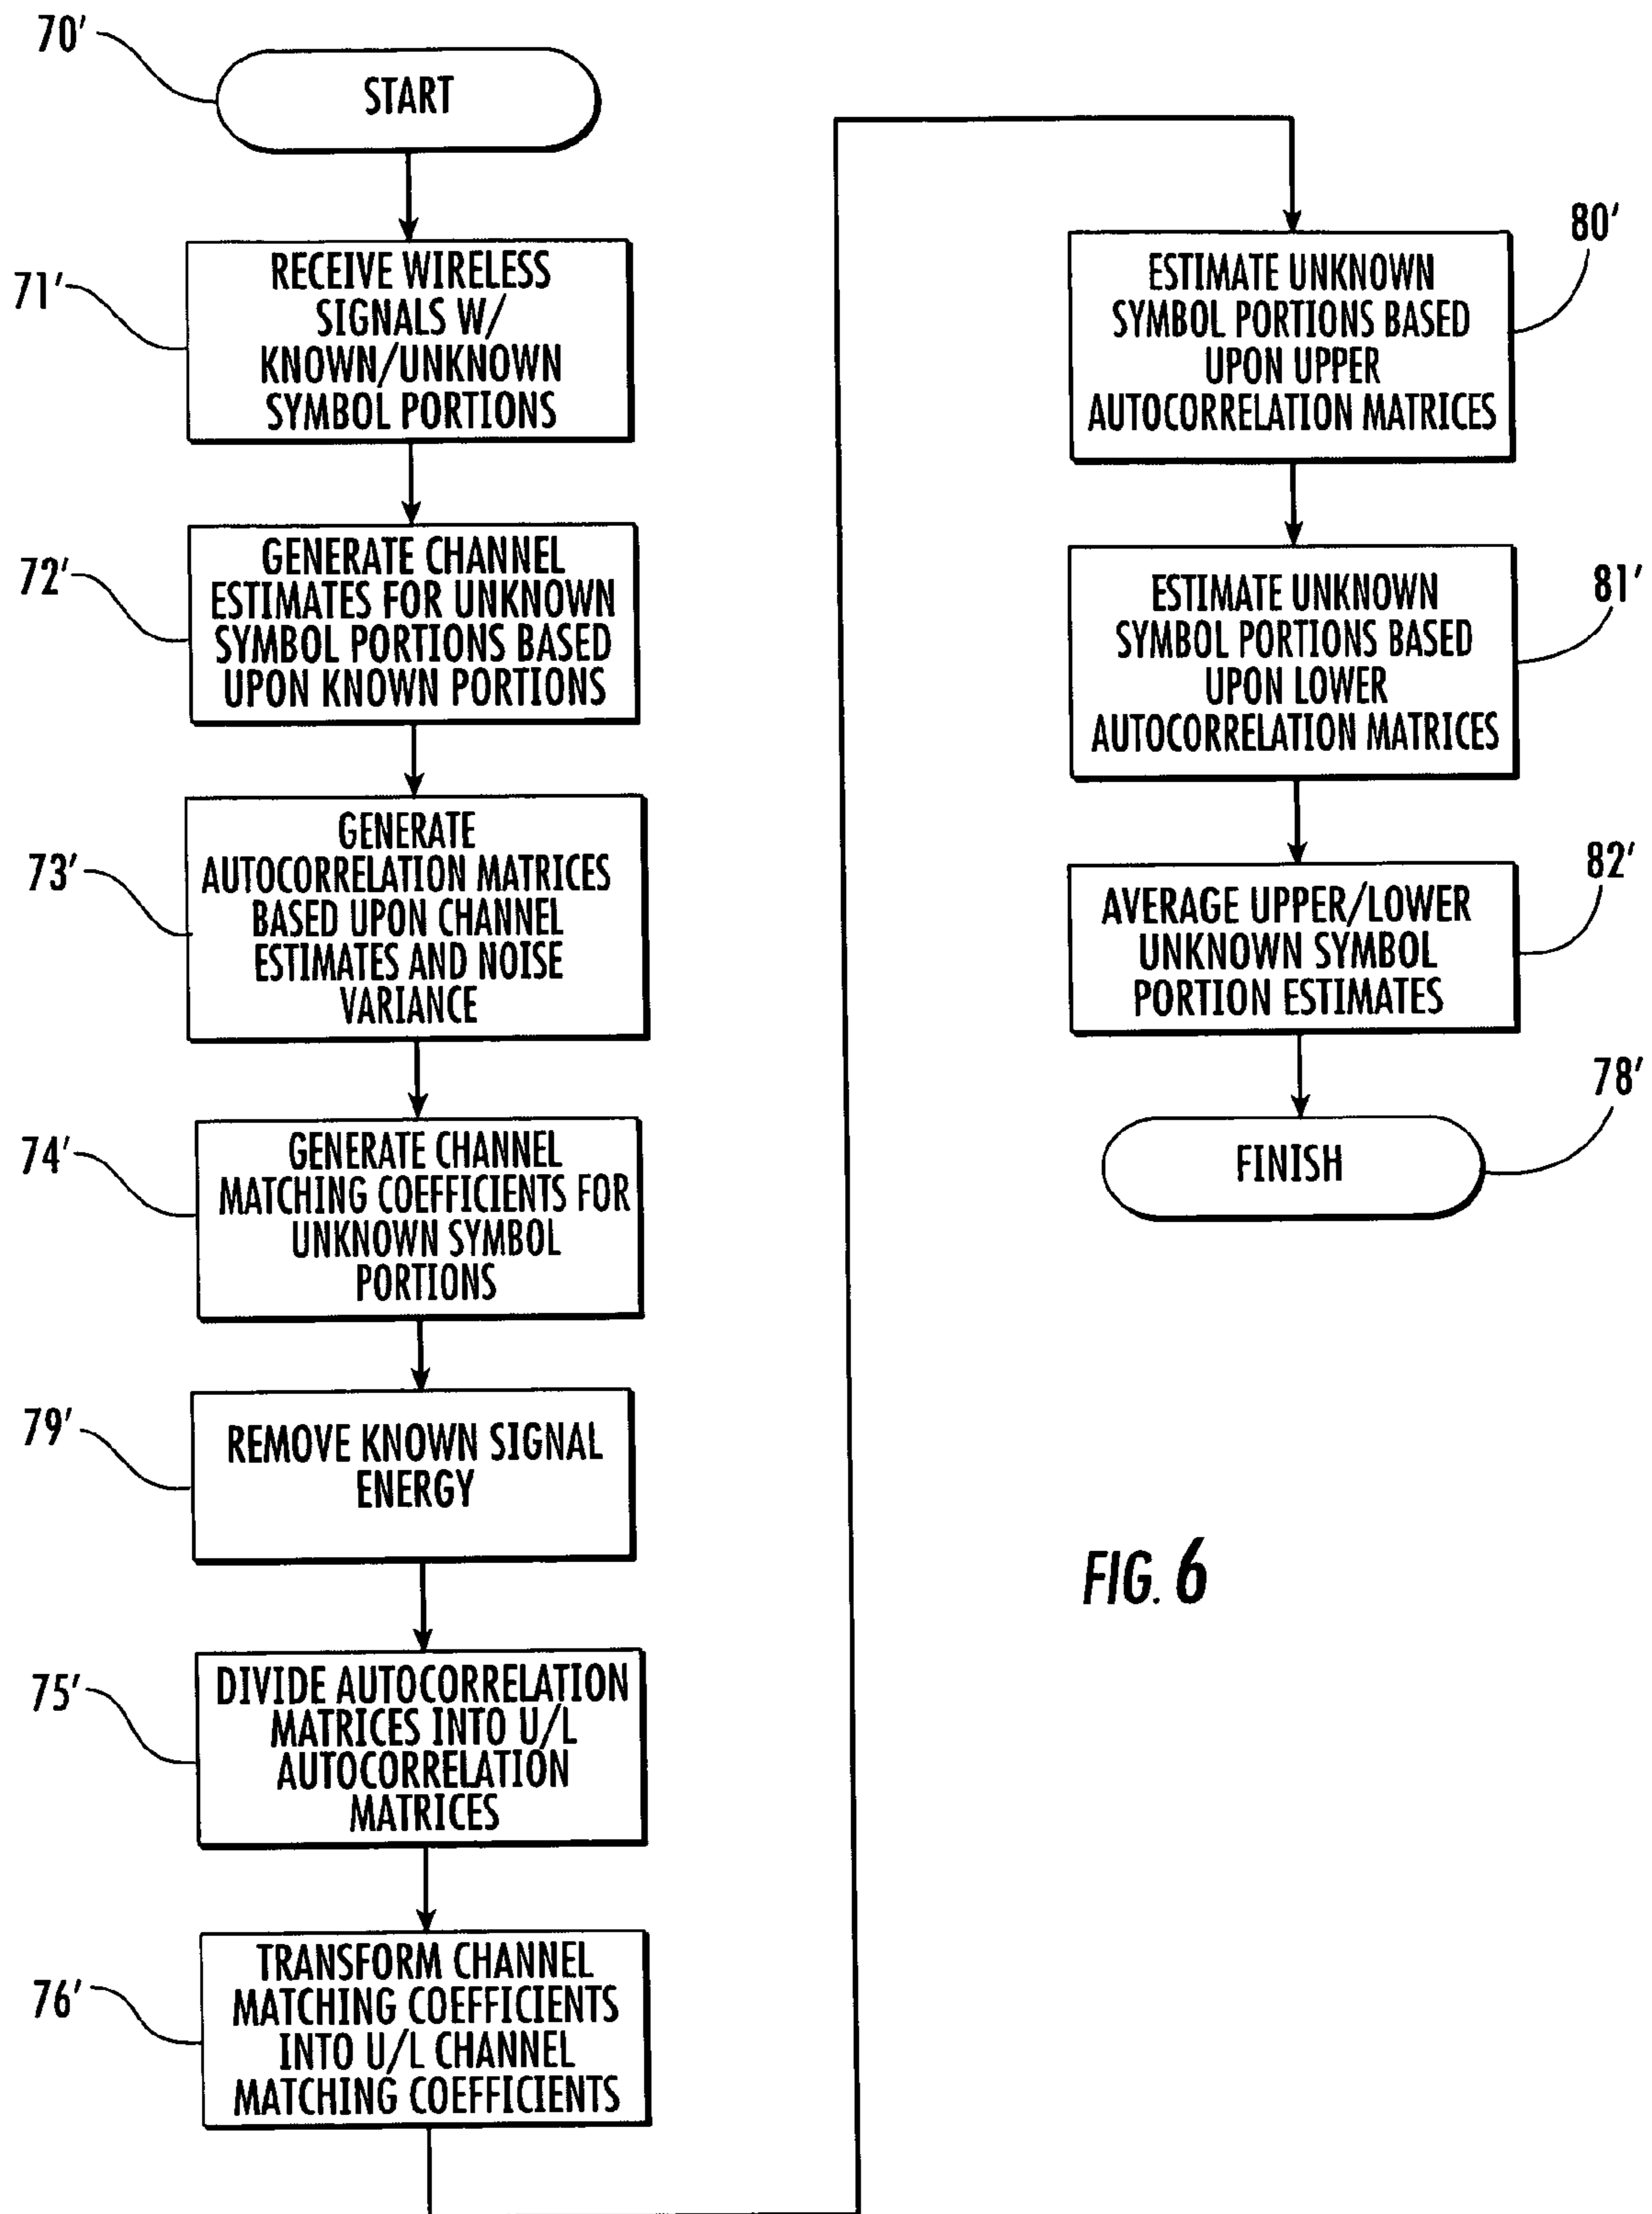 70'
START
71'
RECEIVE WIRELESS
SIGNALS W/
KNOWN/UNKNOWN
SYMBOL PORTIONS
72'
GENERATE CHANNEL
ESTIMATES FOR UNKNOWN
SYMBOL PORTIONS BASED
UPON KNOWN PORTIONS
73'
GENERATE
AUTOCORRELATION MATRICES
BASED UPON CHANNEL
ESTIMATES AND NOISE
VARIANCE
74'
GENERATE CHANNEL
MATCHING COEFFICIENTS FOR
UNKNOWN SYMBOL
PORTIONS
79'
REMOVE KNOWN SIGNAL
ENERGY
75'
DIVIDE AUTOCORRELATION
MATRICES INTO U/L
AUTOCORRELATION
MATRICES
76'
TRANSFORM CHANNEL
MATCHING COEFFICIENTS
INTO U/L CHANNEL
MATCHING COEFFICIENTS
80'
ESTIMATE UNKNOWN
SYMBOL PORTIONS BASED
UPON UPPER
AUTOCORRELATION MATRICES
81'
ESTIMATE UNKNOWN
SYMBOL PORTIONS BASED
UPON LOWER
AUTOCORRELATION MATRICES
82'
AVERAGE UPPER/LOWER
UNKNOWN SYMBOL
PORTION ESTIMATES
78'
FINISH
FIG. 6